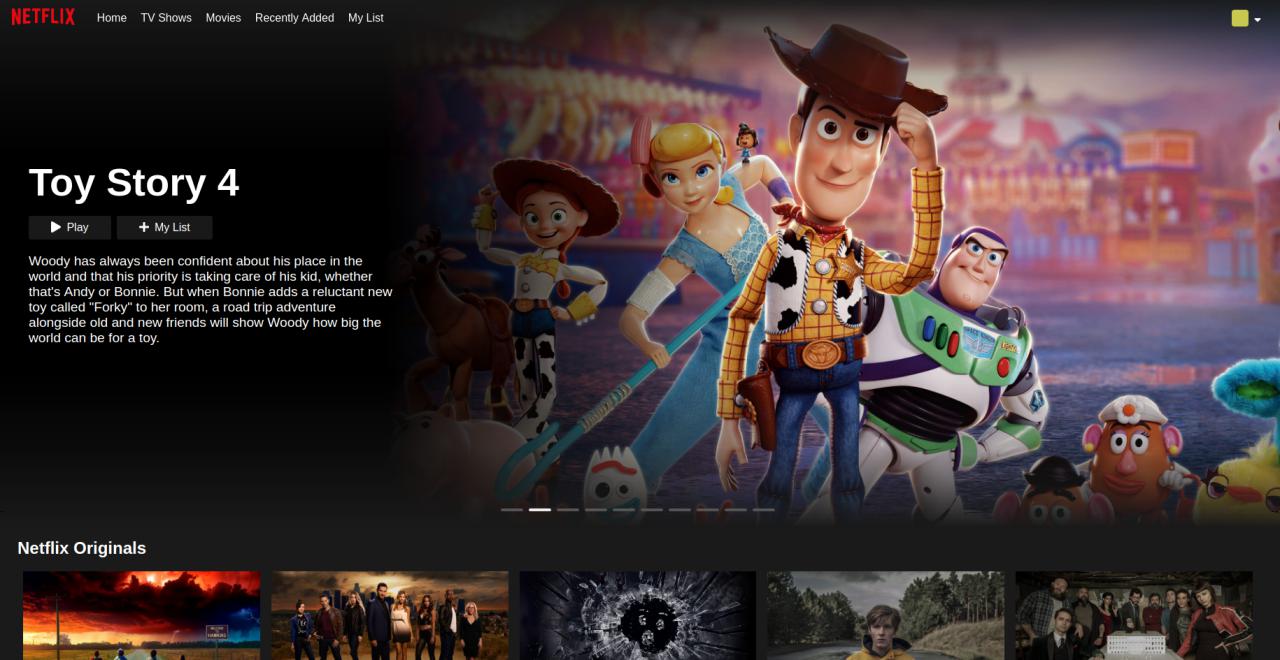 NETFLIX Home TV Shows Movies Recently Added My List
Toy Story 4
Play My List
Woody has always been confident about his place in the
world and that his priority is taking care of his kid, whether
that's Andy or Bonnie. But when Bonnie adds a reluctant new
toy called "Forky" to her room, a road trip adventure
alongside old and new friends will show Woody how big the
world can be for a toy.
Netflix Originals
HAWKINS